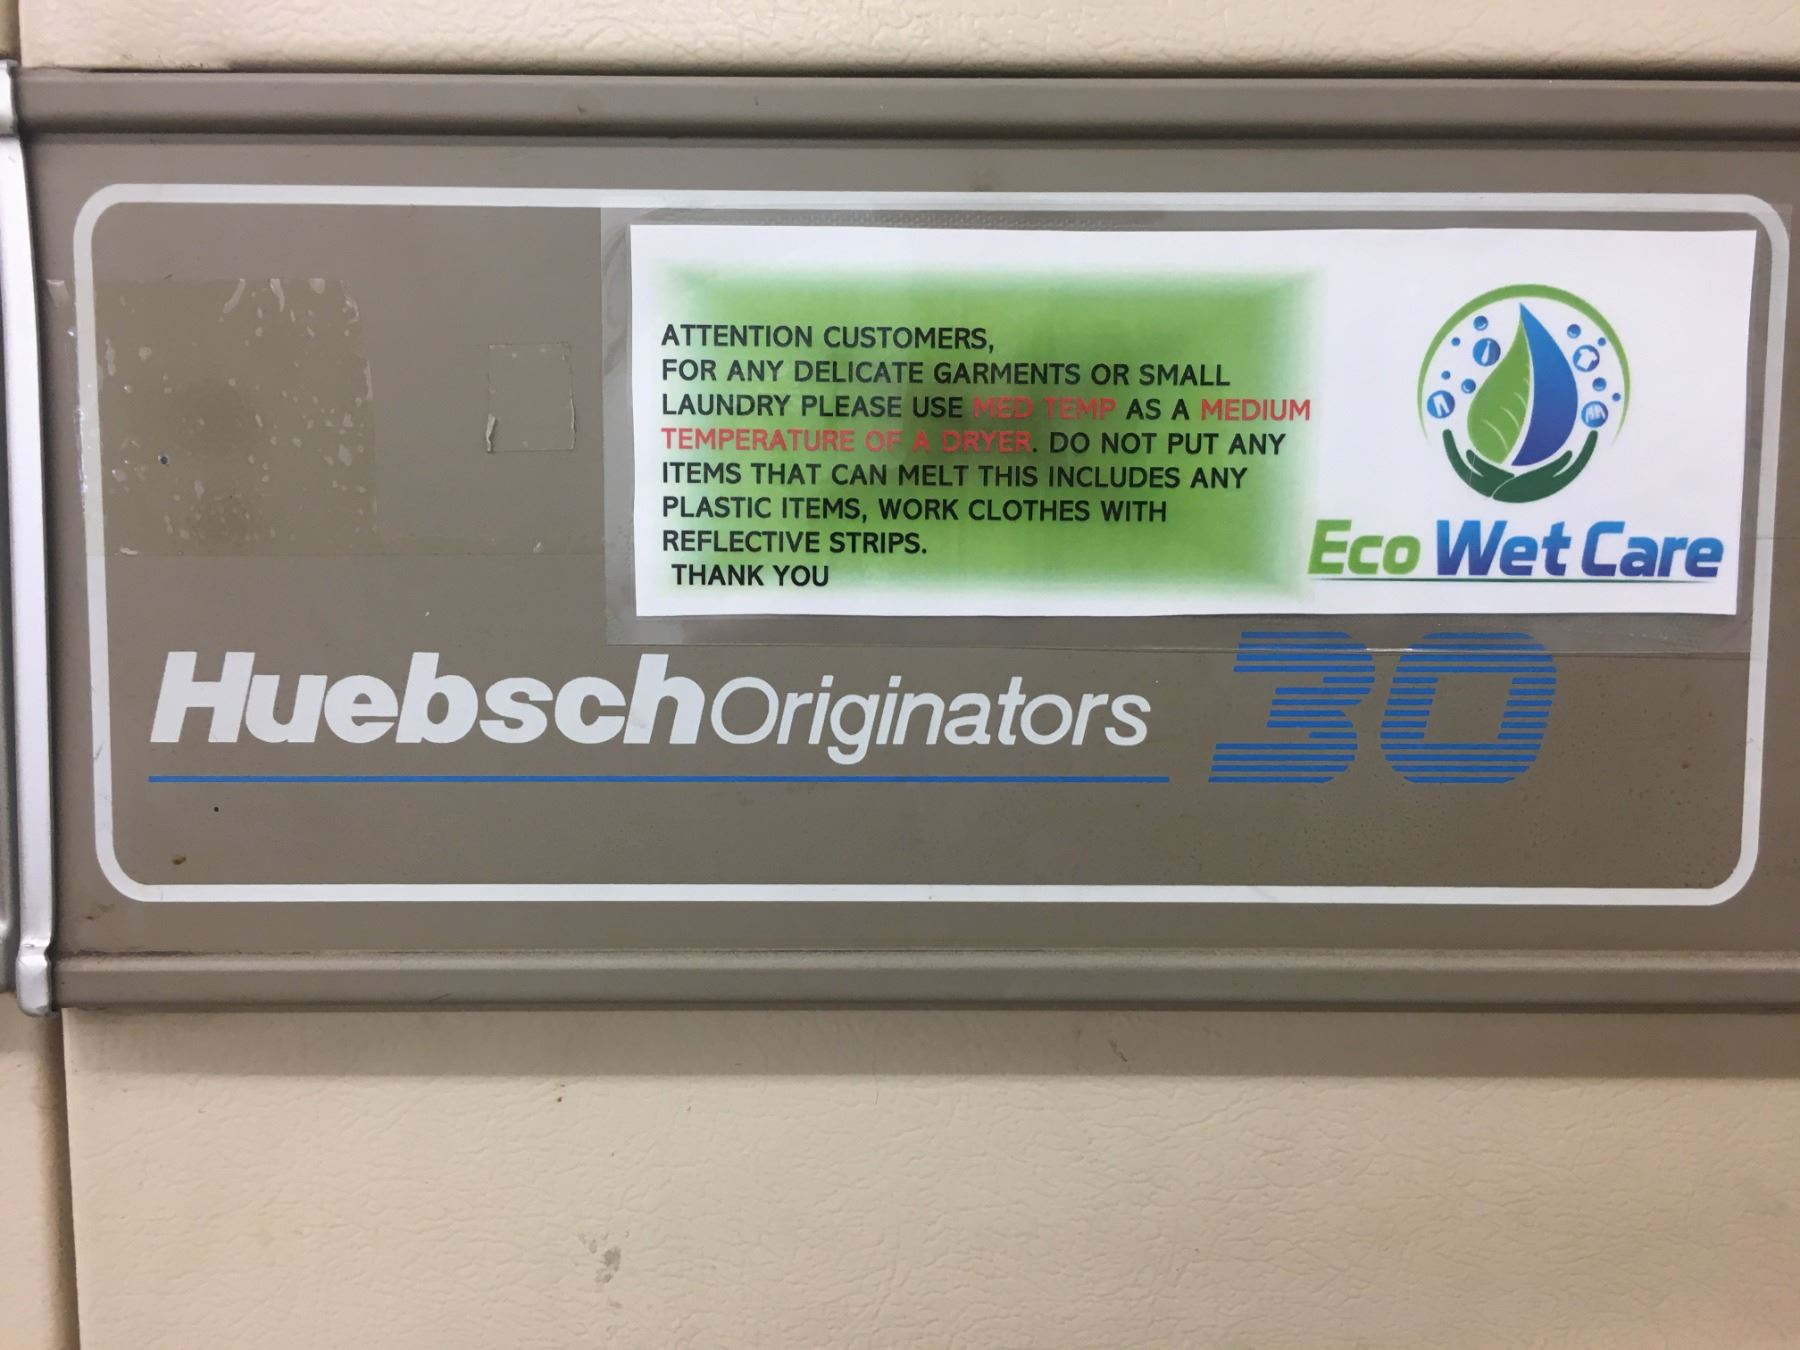 ATTENTION CUSTOMERS,
FOR ANY DELICATE GARMENTS OR SMALL
LAUNDRY PLEASE USE MED TEMP AS A MEDIUM
TEMPERATURE OF A DRYER. DO NOT PUT ANY
ITEMS THAT CAN MELT THIS INCLUDES ANY
PLASTIC ITEMS, WORK CLOTHES WITH
REFLECTIVE STRIPS.
THANK YOU
Eco Wet Care
Huebsch Originators 30